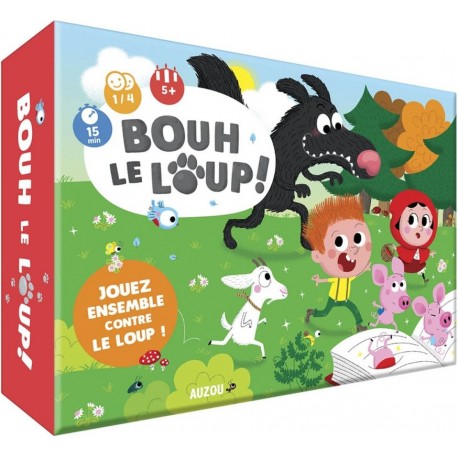 1/4
5+
15
min
BOUH
LE LOUP!
BOUH LE LOUP!
JOUEZ
ENSEMBLE
CONTRE
LE LOUP !
AUZOU